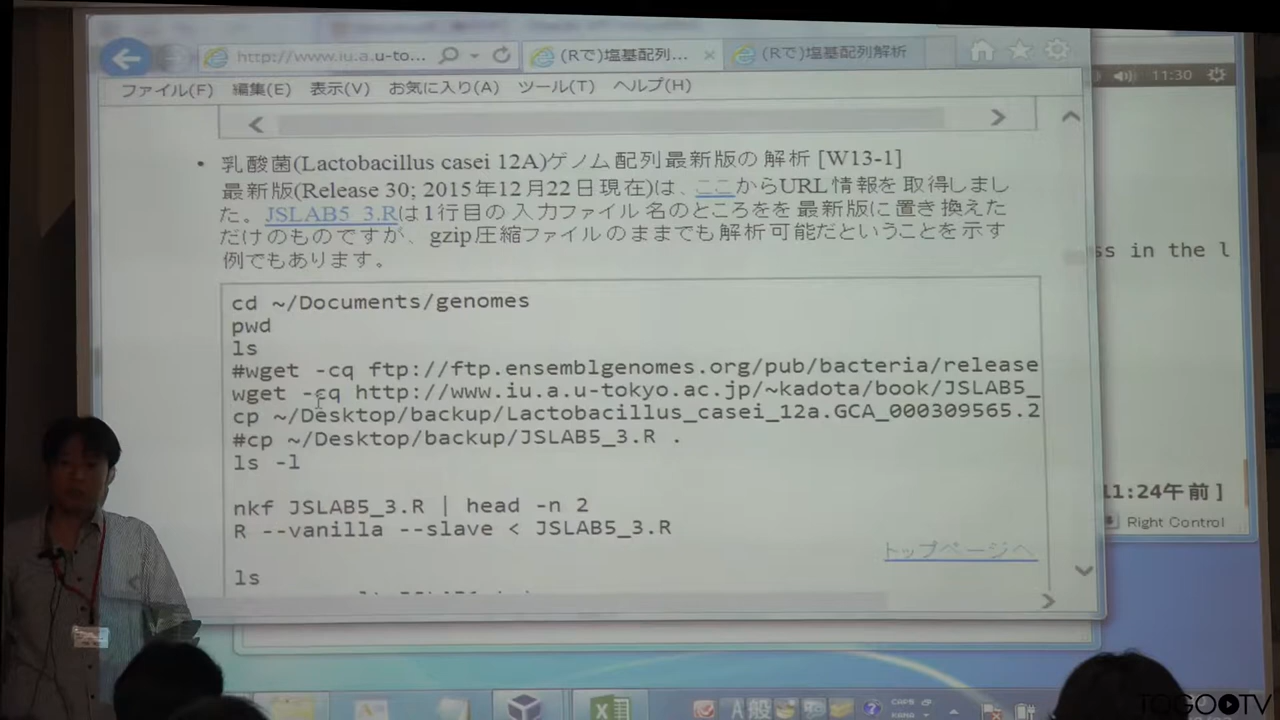 http://www.iu.a.u-to...
(Rで)塩基配列...
(Rで)塩基配列解析
11:30
ファイル(F) 編集(E) 表示(V) お気に入り(A) ツール(T) ヘルプ(H)
• 乳酸菌(Lactobacillus casei 12A)ゲノム配列最新版の解析 [W13-1]
最新版(Release 30; 2015年12月22日現在)は、ここからURL情報を取得しまし
た。JSLAB5_3.Rは1行目の入力ファイル名のところをを最新版に置き換えた
だけのものですが、gzip圧縮ファイルのままでも解析可能だということを示す
例でもあります。
ss in the l
cd ~/Documents/genomes
pwd
ls
#wget -cq ftp://ftp.ensemblgenomes.org/pub/bacteria/release
wget -cq http://www.iu.a.u-tokyo.ac.jp/~kadota/book/JSLAB5_
cp ~/Desktop/backup/Lactobacillus_casei_12a.GCA_000309565.2
#cp ~/Desktop/backup/JSLAB5_3.R .
ls -l
nkf JSLAB5_3.R | head -n 2
R --vanilla --slave < JSLAB5_3.R
ls
トップページへ
11:24午前]
Right Control
A 般
CAPS
KANA
TOGOTV